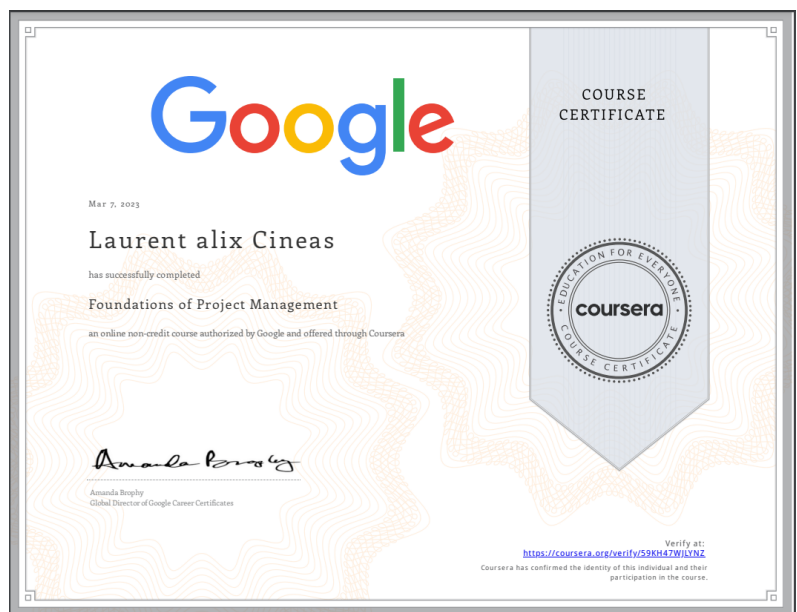 Google
COURSE
CERTIFICATE
Mar 7, 2023
Laurent alix Cineas
has successfully completed
Foundations of Project Management
an online non-credit course authorized by Google and offered through Coursera
EDUCATION FOR EVERYONE
coursera
COURSE CERTIFICATE
Amanda Brophy
Amanda Brophy
Global Director of Google Career Certificates
Verify at:
https://coursera.org/verify/59KH47WJLYNZ
Coursera has confirmed the identity of this individual and their
participation in the course.